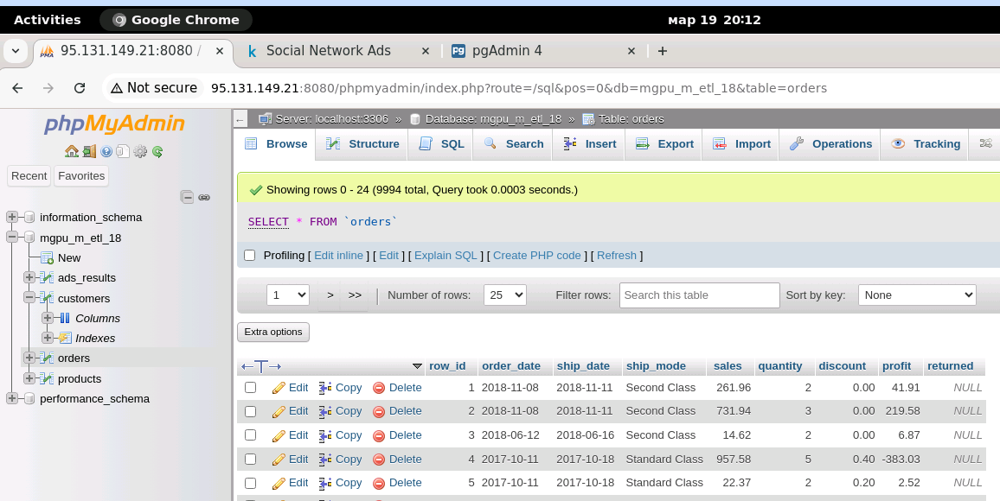 Activities Google Chrome мар 19 20:12
95.131.149.21:8080 / Social Network Ads pgAdmin 4
Not secure 95.131.149.21:8080/phpmyadmin/index.php?route=/sql&pos=0&db=mgpu_m_etl_18&table=orders
phpMyAdmin
Recent Favorites
information_schema
mgpu_m_etl_18
New
ads_results
customers
Columns
Indexes
orders
products
performance_schema
Server: localhost:3306 » Database: mgpu_m_etl_18 » Table: orders
Browse Structure SQL Search Insert Export Import Operations Tracking
Showing rows 0 - 24 (9994 total, Query took 0.0003 seconds.)
SELECT * FROM `orders`
Profiling [ Edit inline ] [ Edit ] [ Explain SQL ] [ Create PHP code ] [ Refresh ]
1 > >> Number of rows: 25 Filter rows: Search this table Sort by key: None
Extra options
row_id order_date ship_date ship_mode sales quantity discount profit returned
Edit Copy Delete 1 2018-11-08 2018-11-11 Second Class 261.96 2 0.00 41.91 NULL
Edit Copy Delete 2 2018-11-08 2018-11-11 Second Class 731.94 3 0.00 219.58 NULL
Edit Copy Delete 3 2018-06-12 2018-06-16 Second Class 14.62 2 0.00 6.87 NULL
Edit Copy Delete 4 2017-10-11 2017-10-18 Standard Class 957.58 5 0.40 -383.03 NULL
Edit Copy Delete 5 2017-10-11 2017-10-18 Standard Class 22.37 2 0.20 2.52 NULL